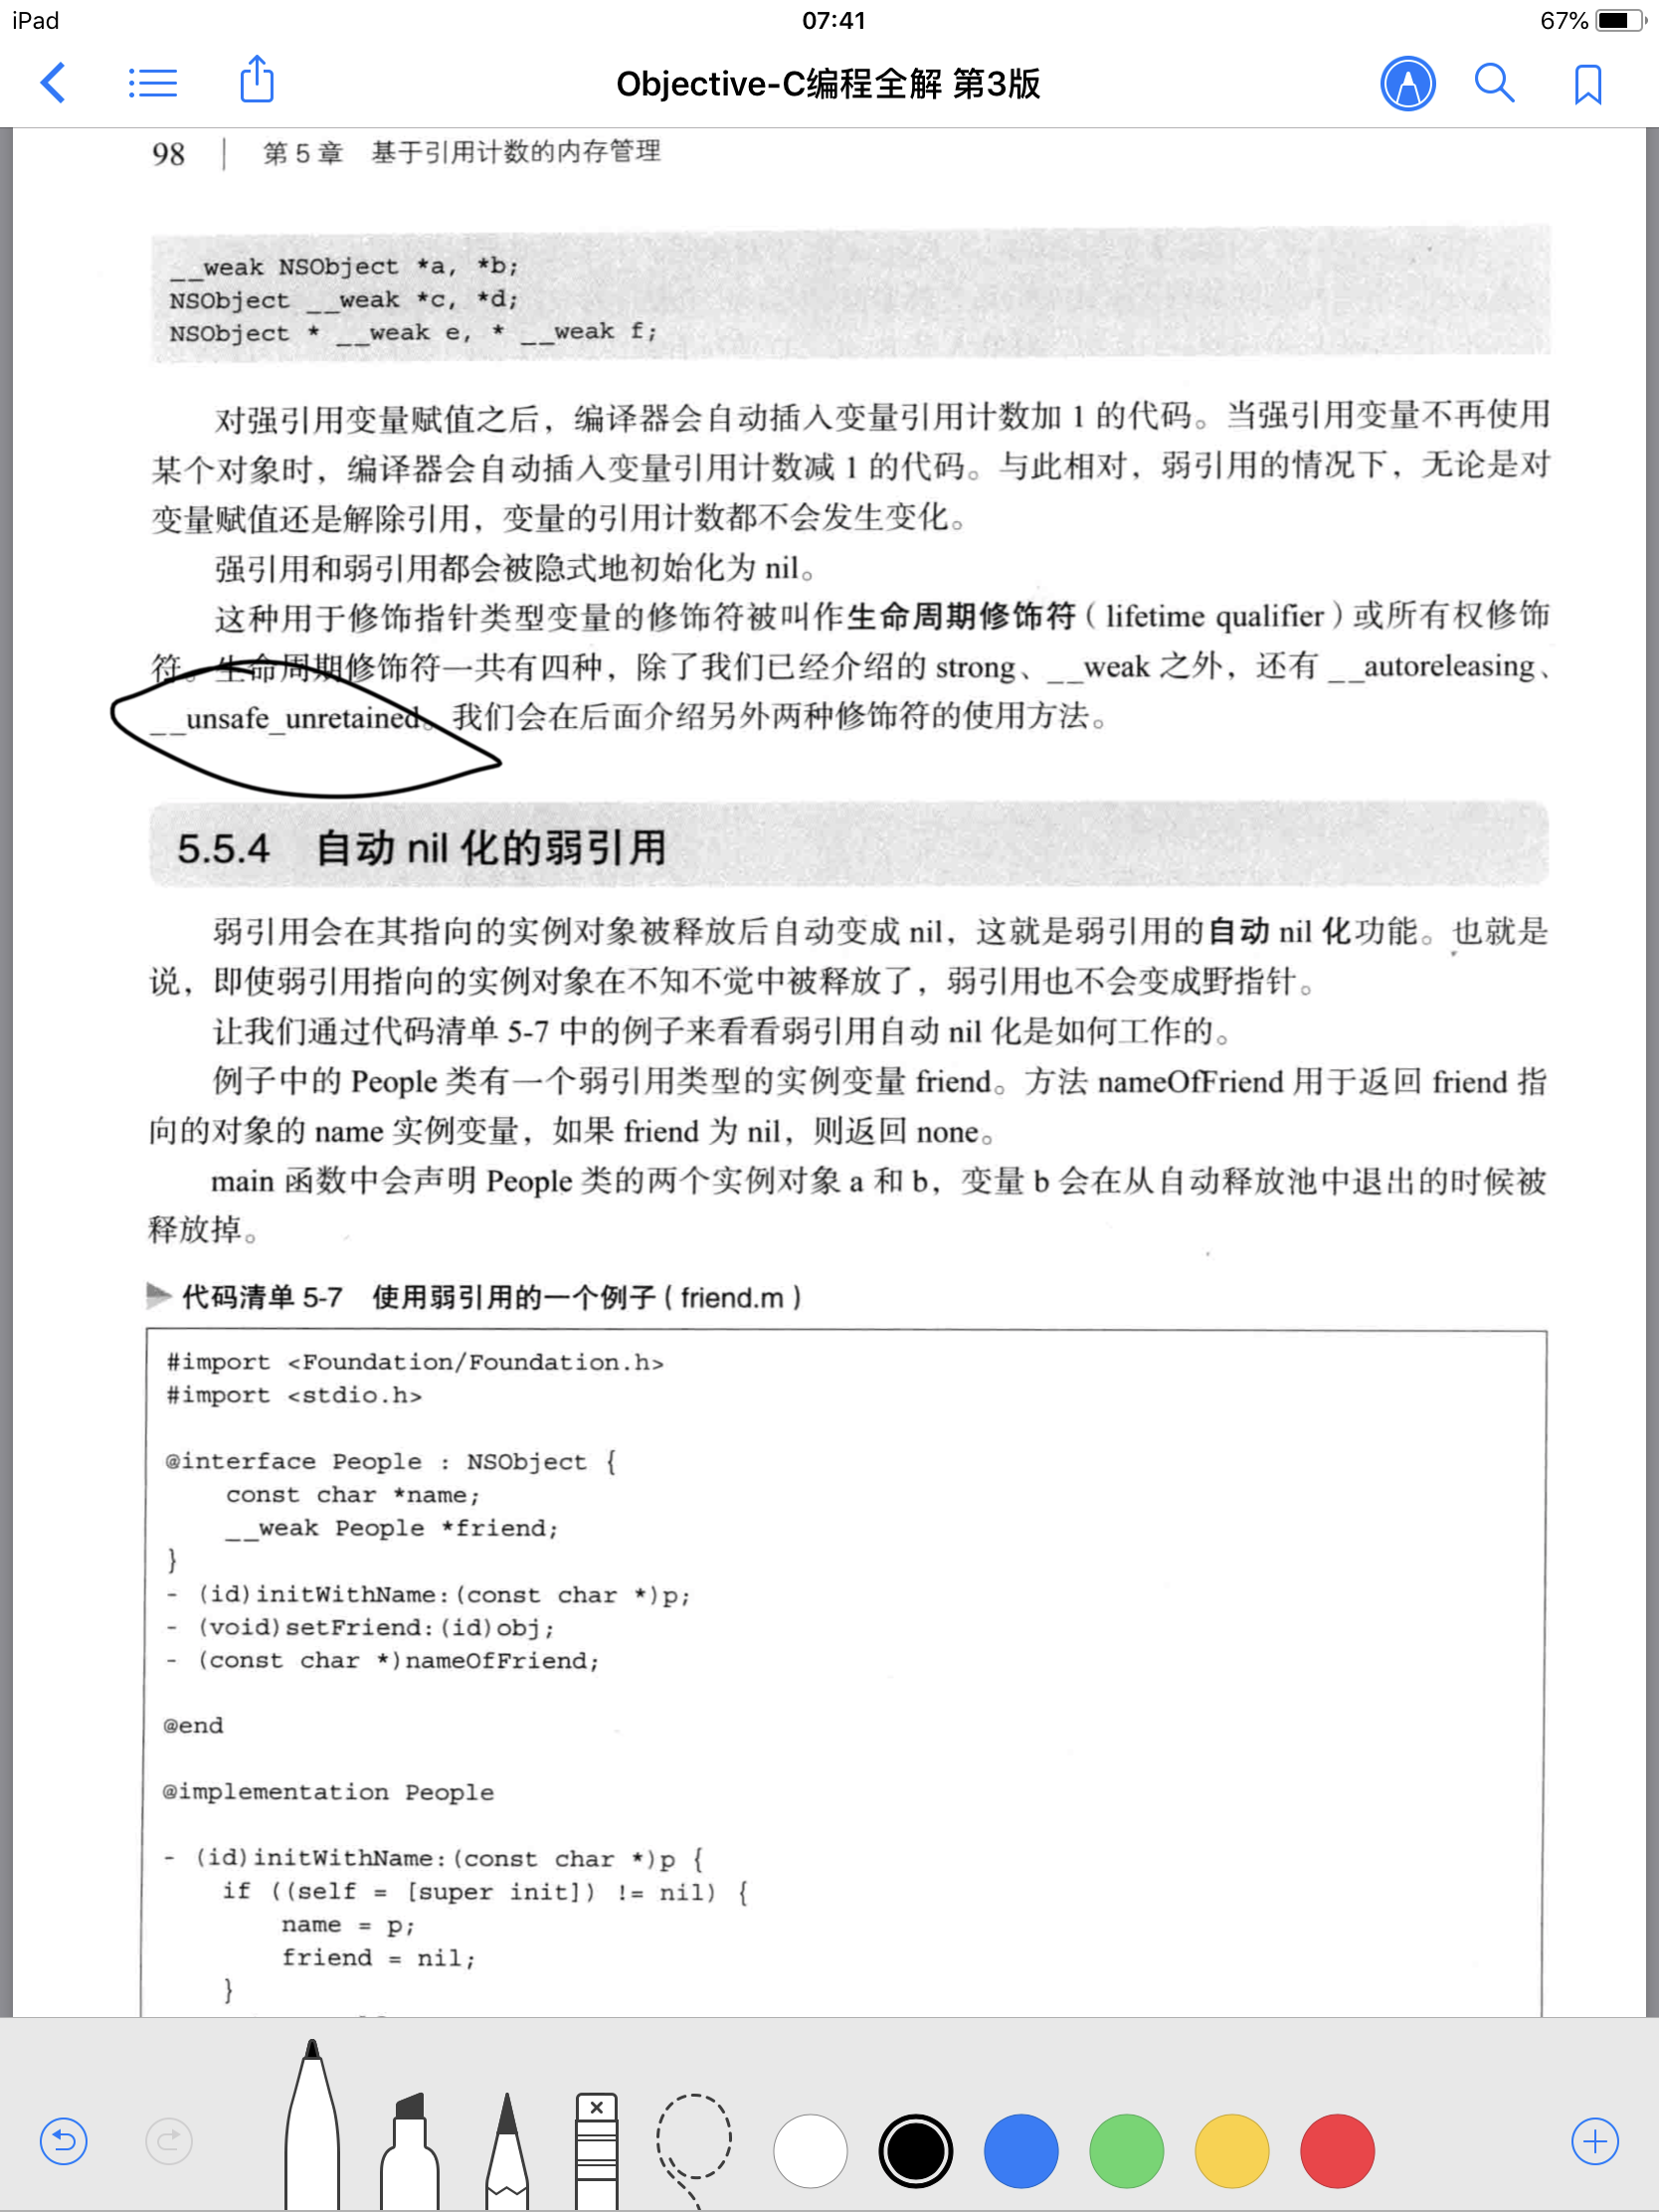 iPad 07:41 67%
Objective-C编程全解 第3版
98 | 第 5 章 基于引用计数的内存管理
__weak NSObject *a, *b;
NSObject __weak *c, *d;
NSObject * __weak e, * __weak f;
对强引用变量赋值之后，编译器会自动插入变量引用计数加 1 的代码。当强引用变量不再使用
某个对象时，编译器会自动插入变量引用计数减 1 的代码。与此相对，弱引用的情况下，无论是对
变量赋值还是解除引用，变量的引用计数都不会发生变化。
强引用和弱引用都会被隐式地初始化为 nil。
这种用于修饰指针类型变量的修饰符被叫作生命周期修饰符（lifetime qualifier）或所有权修饰
符。生命周期修饰符一共有四种，除了我们已经介绍的 strong、__weak 之外，还有 __autoreleasing、
__unsafe_unretained。我们会在后面介绍另外两种修饰符的使用方法。
5.5.4 自动 nil 化的弱引用
弱引用会在其指向的实例对象被释放后自动变成 nil，这就是弱引用的自动 nil 化功能。也就是
说，即使弱引用指向的实例对象在不知不觉中被释放了，弱引用也不会变成野指针。
让我们通过代码清单 5-7 中的例子来看看弱引用自动 nil 化是如何工作的。
例子中的 People 类有一个弱引用类型的实例变量 friend。方法 nameOfFriend 用于返回 friend 指
向的对象的 name 实例变量，如果 friend 为 nil，则返回 none。
main 函数中会声明 People 类的两个实例对象 a 和 b，变量 b 会在从自动释放池中退出的时候被
释放掉。
代码清单 5-7 使用弱引用的一个例子（friend.m）
#import <Foundation/Foundation.h>
#import <stdio.h>
@interface People : NSObject {
const char *name;
__weak People *friend;
}
- (id)initWithName:(const char *)p;
- (void)setFriend:(id)obj;
- (const char *)nameOfFriend;
@end
@implementation People
- (id)initWithName:(const char *)p {
if ((self = [super init]) != nil) {
name = p;
friend = nil;
}